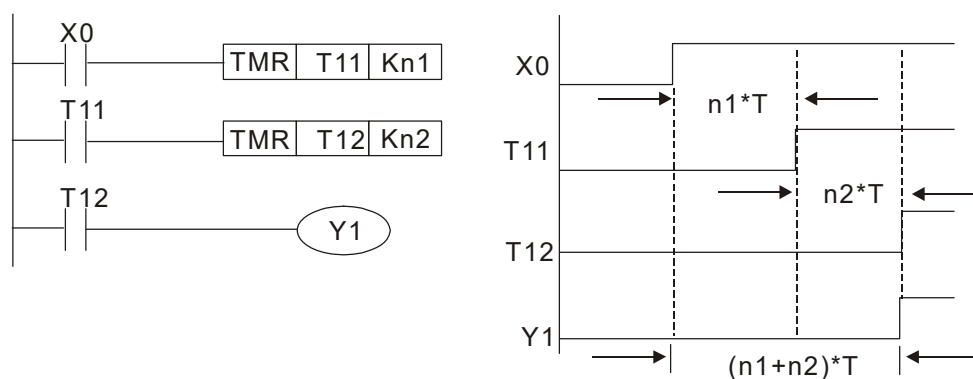 X0
TMR T11 Kn1
T11
TMR T12 Kn2
T12
Y1
X0
n1*T
T11
n2*T
T12
Y1
(n1+n2)*T